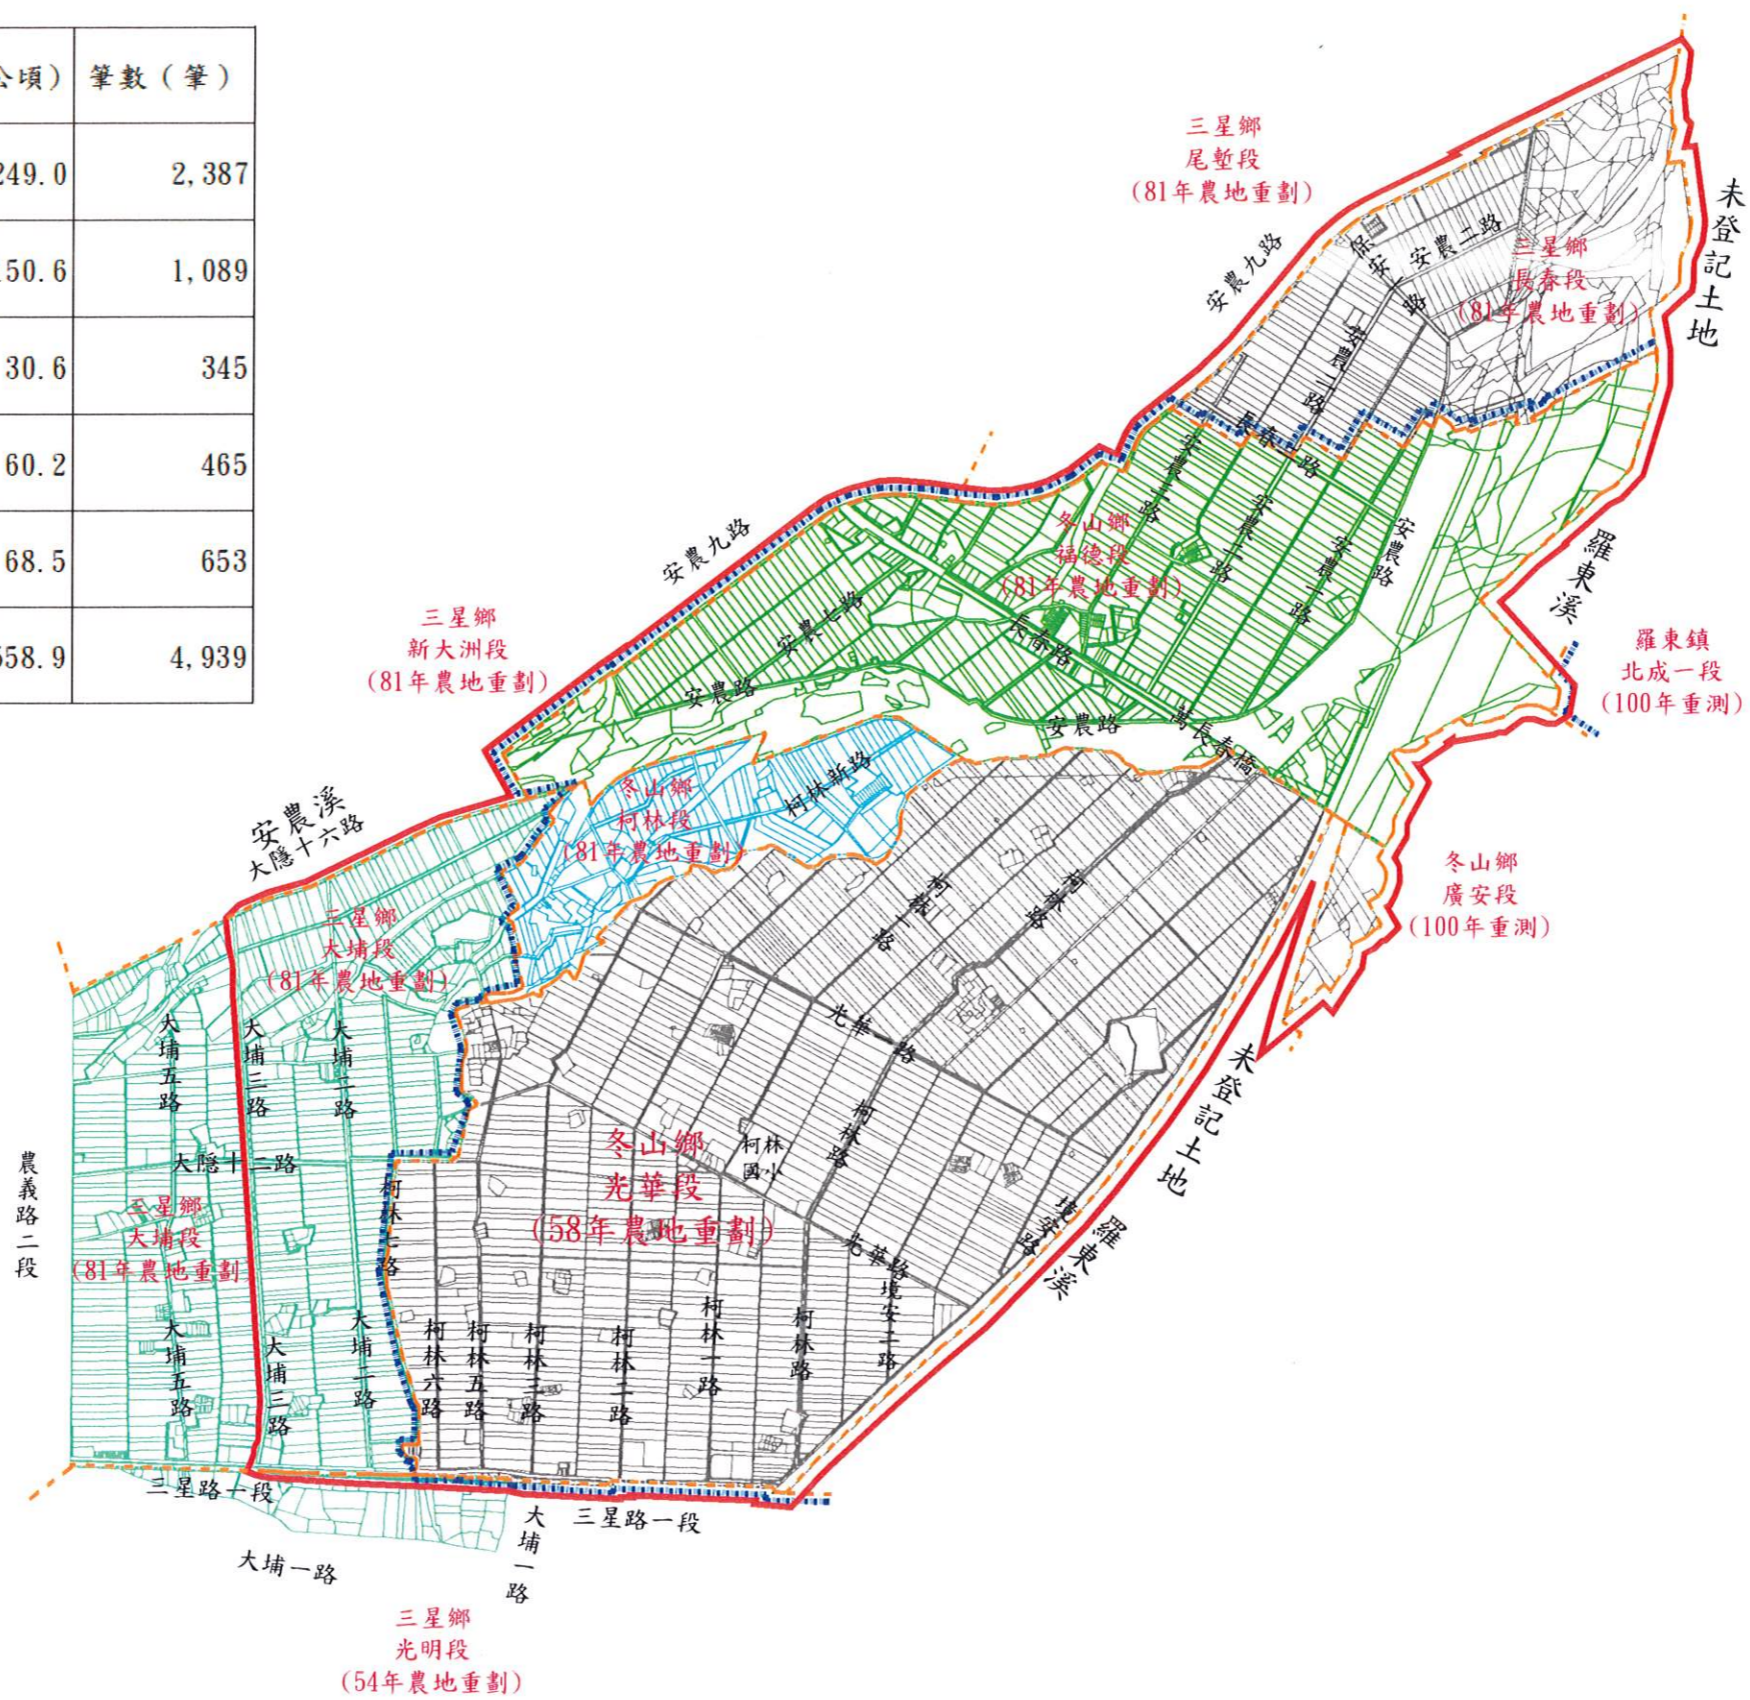 公頃) 筆數(筆)
249.0 2,387
50.6 1,089
30.6 345
60.2 465
68.5 653
558.9 4,939
三星鄉
尾塹段
(81年農地重劃)
未登記土地
安農九路
保安一路
安農二路
三星鄉
長春段
(81年農地重劃)
安農二路
長春二路
安農三路
安農九路
冬山鄉
福德段
(81年農地重劃)
安農二路
安農一路
安農路
羅東溪
三星鄉
新大洲段
(81年農地重劃)
安農七路
長春路
羅東鎮
北成一段
(100年重測)
安農路
安農路
萬長春橋
安農溪
大隱十六路
冬山鄉
柯林段
(81年農地重劃)
柯林新路
冬山鄉
廣安段
(100年重測)
三星鄉
大埔段
(81年農地重劃)
柯林一路
柯林路
大埔五路
大埔三路
大埔二路
光華一路
未登記土地
農義路二段
大隱十二路
冬山鄉
光華段
(58年農地重劃)
柯林
國小
柯林路
三星鄉
大埔段
(81年農地重劃)
柯林七路
光華路
境安路
羅東溪
大埔五路
大埔三路
大埔二路
柯林六路
柯林五路
柯林三路
柯林二路
柯林一路
柯林路
境安二路
三星路一段
三星路一段
大埔一路
大埔一路
三星鄉
光明段
(54年農地重劃)